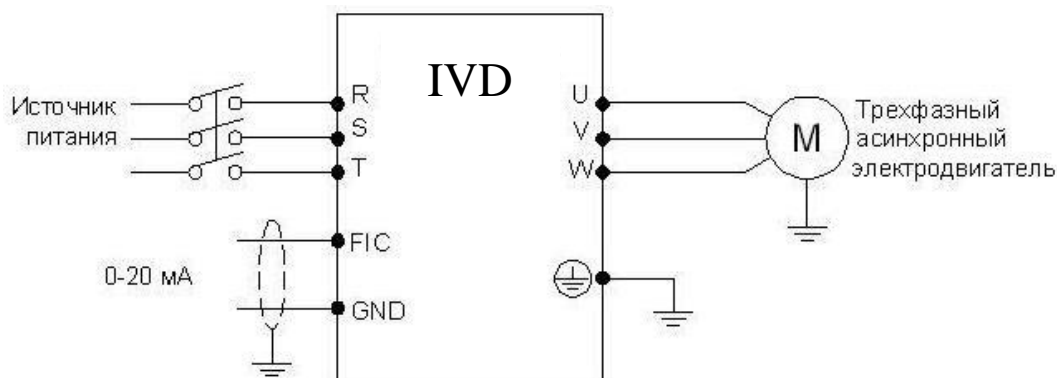 IVD
Источник
питания
R
S
T
U
V
W
M
Трехфазный
асинхронный
электродвигатель
FIC
0-20 мА
GND